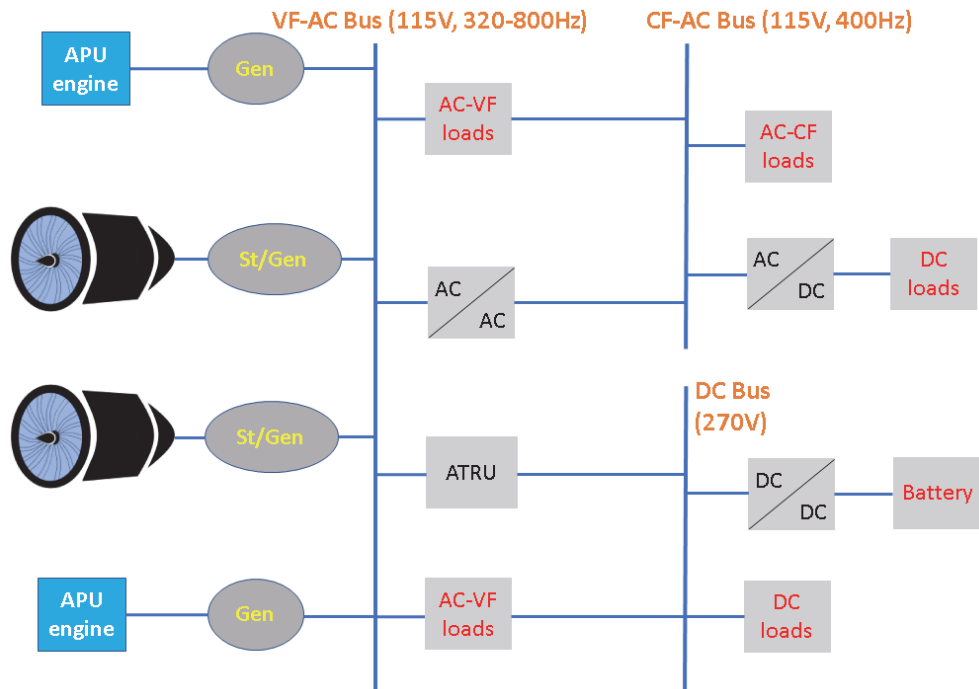 VF-AC Bus (115V, 320-800Hz)
CF-AC Bus (115V, 400Hz)
APU
engine
Gen
AC-VF
loads
AC-CF
loads
St/Gen
AC
AC
AC
DC
DC
loads
DC Bus
(270V)
St/Gen
ATRU
DC
DC
Battery
APU
engine
Gen
AC-VF
loads
DC
loads